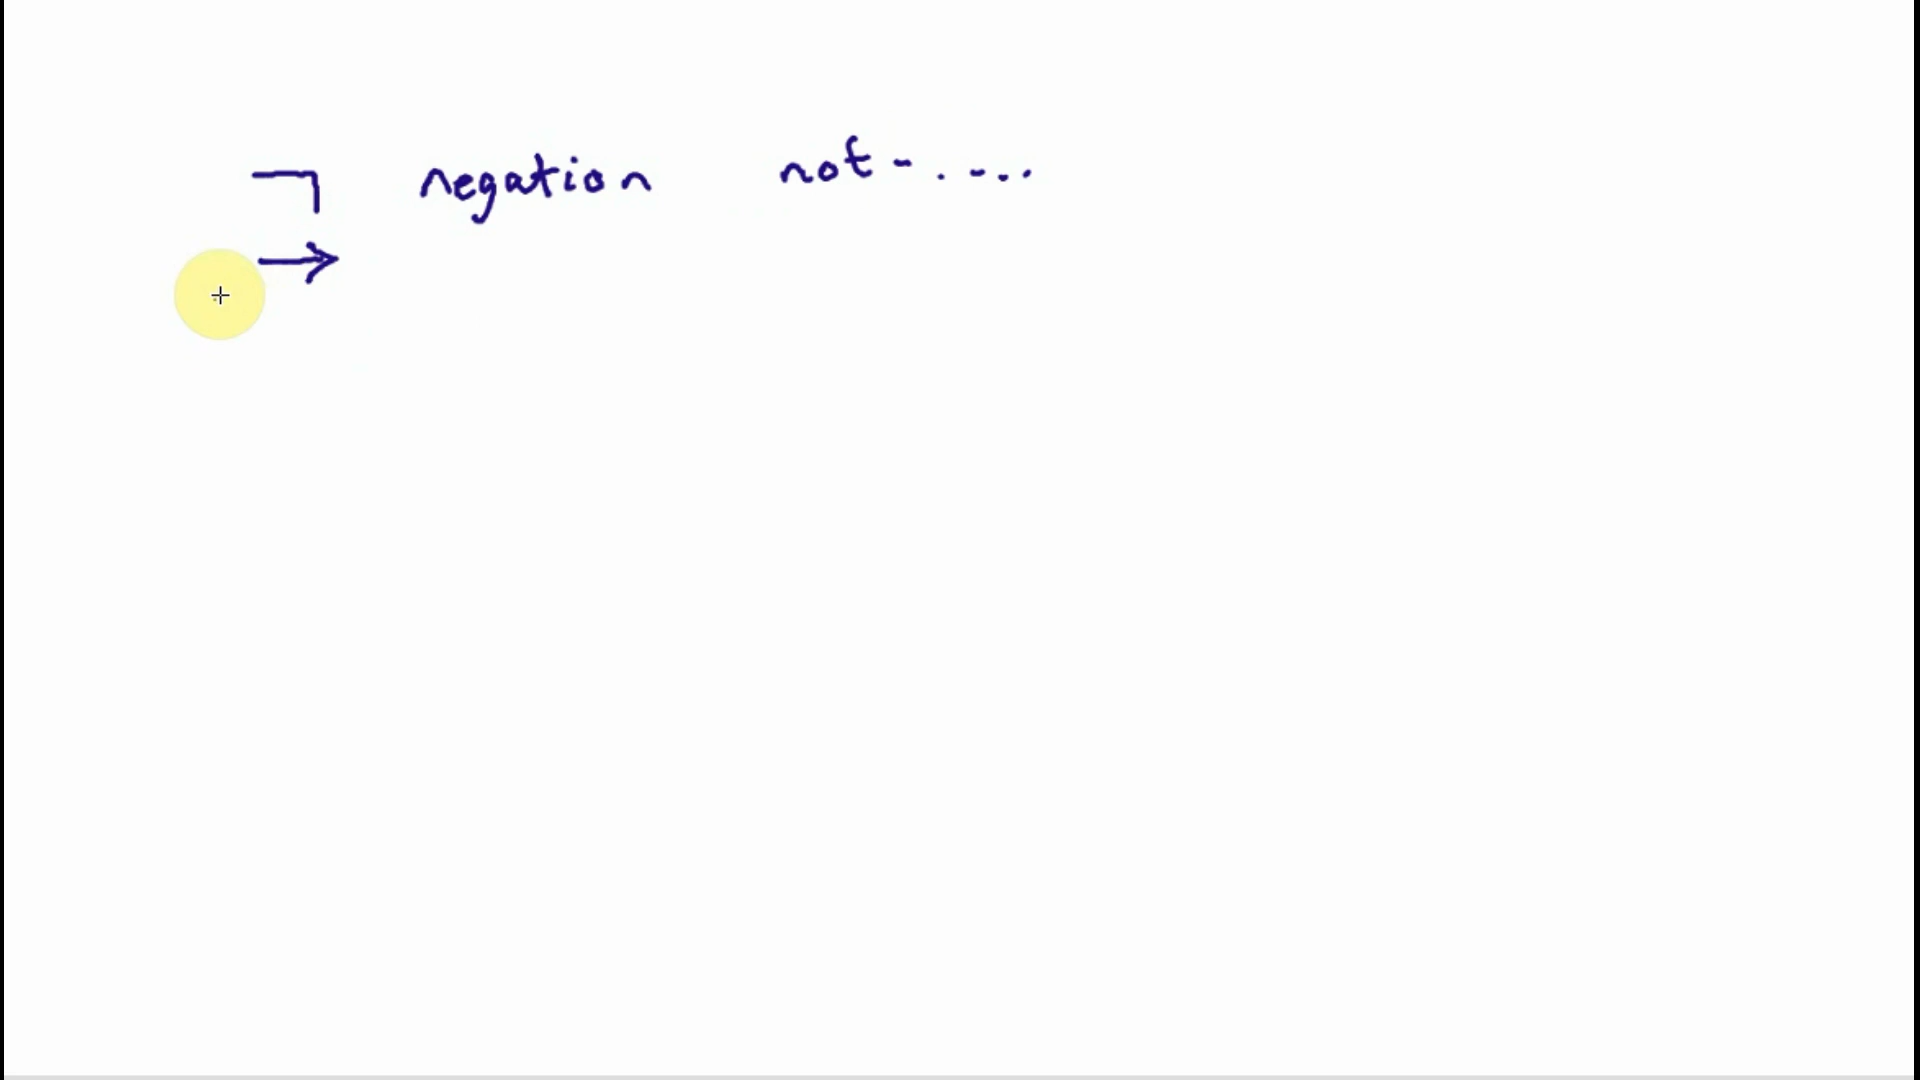 ¬ negation not - . - . .
→